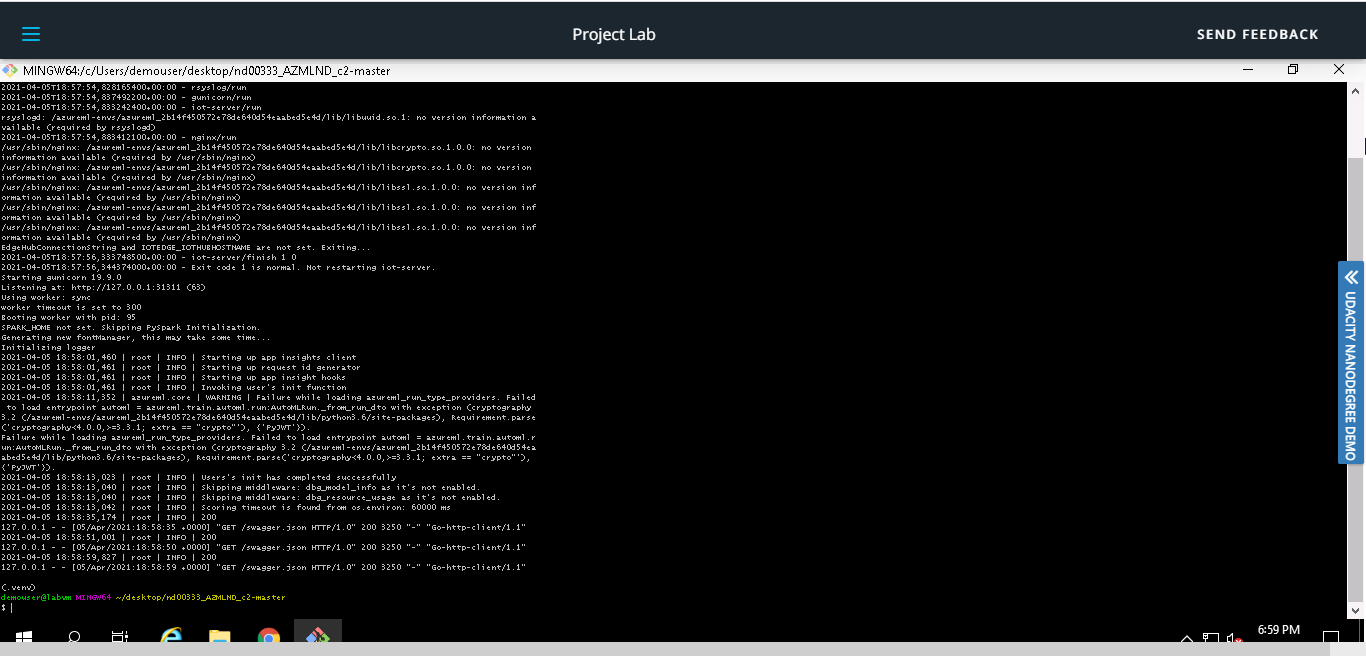 Project Lab
SEND FEEDBACK
MINGW64:/c/Users/demouser/desktop/nd00333_AZMLND_c2-master
2021-04-05T18:57:54,828165400+00:00 - rsyslog/run
2021-04-05T18:57:54,837492200+00:00 - gunicorn/run
2021-04-05T18:57:54,838242400+00:00 - iot-server/run
rsyslogd: /azureml-envs/azureml_2b14f450572e78de640d54eaabed5e4d/lib/libuuid.so.1: no version information a
vailable (required by rsyslogd)
2021-04-05T18:57:54,883412100+00:00 - nginx/run
/usr/sbin/nginx: /azureml-envs/azureml_2b14f450572e78de640d54eaabed5e4d/lib/libcrypto.so.1.0.0: no version
information available (required by /usr/sbin/nginx)
/usr/sbin/nginx: /azureml-envs/azureml_2b14f450572e78de640d54eaabed5e4d/lib/libcrypto.so.1.0.0: no version
information available (required by /usr/sbin/nginx)
/usr/sbin/nginx: /azureml-envs/azureml_2b14f450572e78de640d54eaabed5e4d/lib/libssl.so.1.0.0: no version inf
ormation available (required by /usr/sbin/nginx)
/usr/sbin/nginx: /azureml-envs/azureml_2b14f450572e78de640d54eaabed5e4d/lib/libssl.so.1.0.0: no version inf
ormation available (required by /usr/sbin/nginx)
/usr/sbin/nginx: /azureml-envs/azureml_2b14f450572e78de640d54eaabed5e4d/lib/libssl.so.1.0.0: no version inf
ormation available (required by /usr/sbin/nginx)
EdgeHubConnectionString and IOTEDGE_IOTHUBHOSTNAME are not set. Exiting...
2021-04-05T18:57:56,333748500+00:00 - iot-server/finish 1 0
2021-04-05T18:57:56,344374000+00:00 - Exit code 1 is normal. Not restarting iot-server.
Starting gunicorn 19.9.0
Listening at: http://127.0.0.1:31311 (63)
Using worker: sync
worker timeout is set to 300
Booting worker with pid: 95
SPARK_HOME not set. Skipping PySpark Initialization.
Generating new fontManager, this may take some time...
Initializing logger
2021-04-05 18:58:01,460 | root | INFO | Starting up app insights client
2021-04-05 18:58:01,461 | root | INFO | Starting up request id generator
2021-04-05 18:58:01,461 | root | INFO | Starting up app insight hooks
2021-04-05 18:58:01,461 | root | INFO | Invoking user's init function
2021-04-05 18:58:11,352 | azureml.core | WARNING | Failure while loading azureml_run_type_providers. Failed
to load entrypoint automl = azureml.train.automl.run:AutoMLRun._from_run_dto with exception (cryptography
3.2 (/azureml-envs/azureml_2b14f450572e78de640d54eaabed5e4d/lib/python3.6/site-packages), Requirement.parse
('cryptography<4.0.0,>=3.3.1; extra == "crypto"'), {'PyJWT'}).
Failure while loading azureml_run_type_providers. Failed to load entrypoint automl = azureml.train.automl.r
un:AutoMLRun._from_run_dto with exception (cryptography 3.2 (/azureml-envs/azureml_2b14f450572e78de640d54ea
abed5e4d/lib/python3.6/site-packages), Requirement.parse('cryptography<4.0.0,>=3.3.1; extra == "crypto"'),
{'PyJWT'}).
2021-04-05 18:58:13,023 | root | INFO | Users's init has completed successfully
2021-04-05 18:58:13,040 | root | INFO | Skipping middleware: dbg_model_info as it's not enabled.
2021-04-05 18:58:13,040 | root | INFO | Skipping middleware: dbg_resource_usage as it's not enabled.
2021-04-05 18:58:13,042 | root | INFO | Scoring timeout is found from os.environ: 60000 ms
2021-04-05 18:58:35,174 | root | INFO | 200
127.0.0.1 - - [05/Apr/2021:18:58:35 +0000] "GET /swagger.json HTTP/1.0" 200 3250 "-" "Go-http-client/1.1"
2021-04-05 18:58:51,001 | root | INFO | 200
127.0.0.1 - - [05/Apr/2021:18:58:50 +0000] "GET /swagger.json HTTP/1.0" 200 3250 "-" "Go-http-client/1.1"
2021-04-05 18:58:59,827 | root | INFO | 200
127.0.0.1 - - [05/Apr/2021:18:58:59 +0000] "GET /swagger.json HTTP/1.0" 200 3250 "-" "Go-http-client/1.1"
(.venv)
demouser@labvm MINGW64 ~/desktop/nd00333_AZMLND_c2-master
$
UDACITY NANODEGREE DEMO
6:59 PM